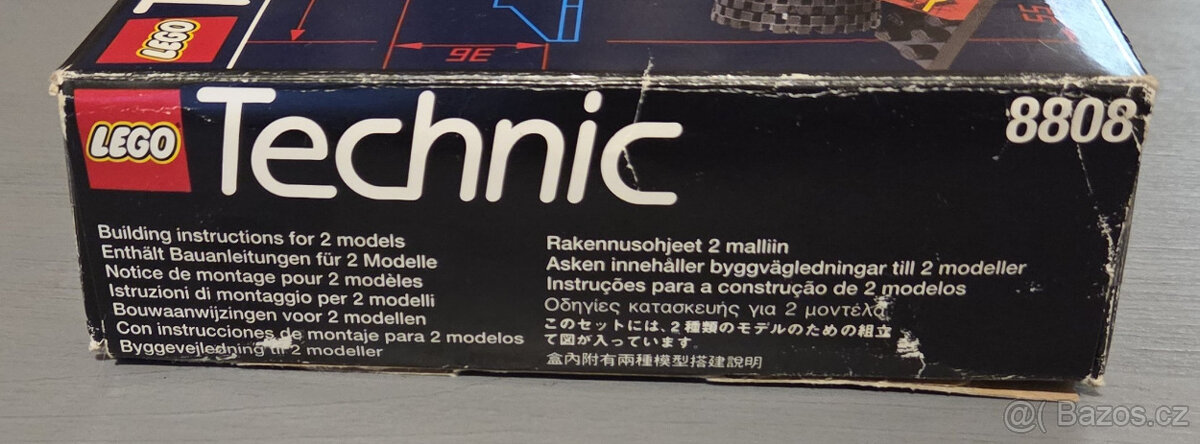 LEGO
36
55
LEGO
Technic
8808
Building instructions for 2 models
Enthält Bauanleitungen für 2 Modelle
Notice de montage pour 2 modèles
Istruzioni di montaggio per 2 modelli
Bouwaanwijzingen voor 2 modellen
Con instrucciones de montaje para 2 modelos
Byggevejledning til 2 modeller
Rakennusohjeet 2 malliin
Asken innehåller byggvägledningar till 2 modeller
Instruções para a construção de 2 modelos
Οδηγίες κατασκευής για 2 μοντέλα
このセットには、2種類のモデルのための組立
て図が入っています。
盒內附有兩種模型搭建說明
@( Bazos.cz